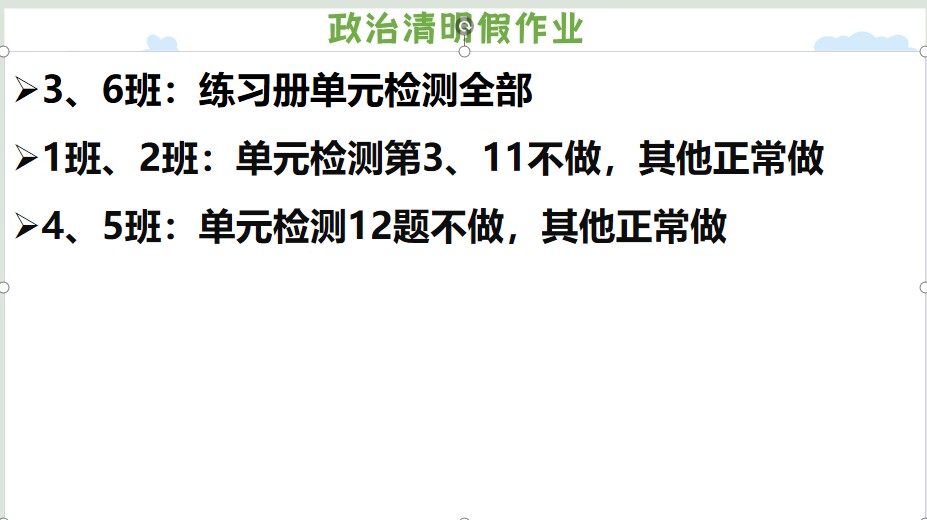 政治清明假作业
➢3、6班：练习册单元检测全部
➢1班、2班：单元检测第3、11不做，其他正常做
➢4、5班：单元检测12题不做，其他正常做